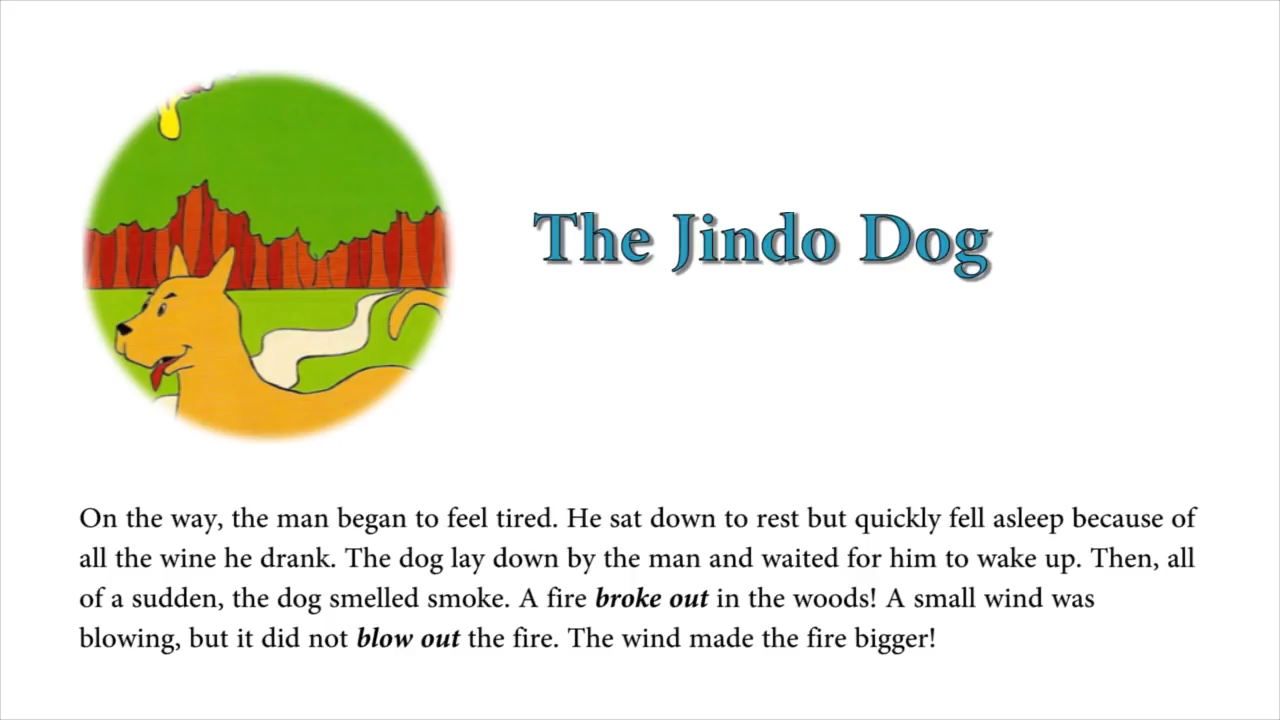 The Jindo Dog
On the way, the man began to feel tired. He sat down to rest but quickly fell asleep because of
all the wine he drank. The dog lay down by the man and waited for him to wake up. Then, all
of a sudden, the dog smelled smoke. A fire broke out in the woods! A small wind was
blowing, but it did not blow out the fire. The wind made the fire bigger!